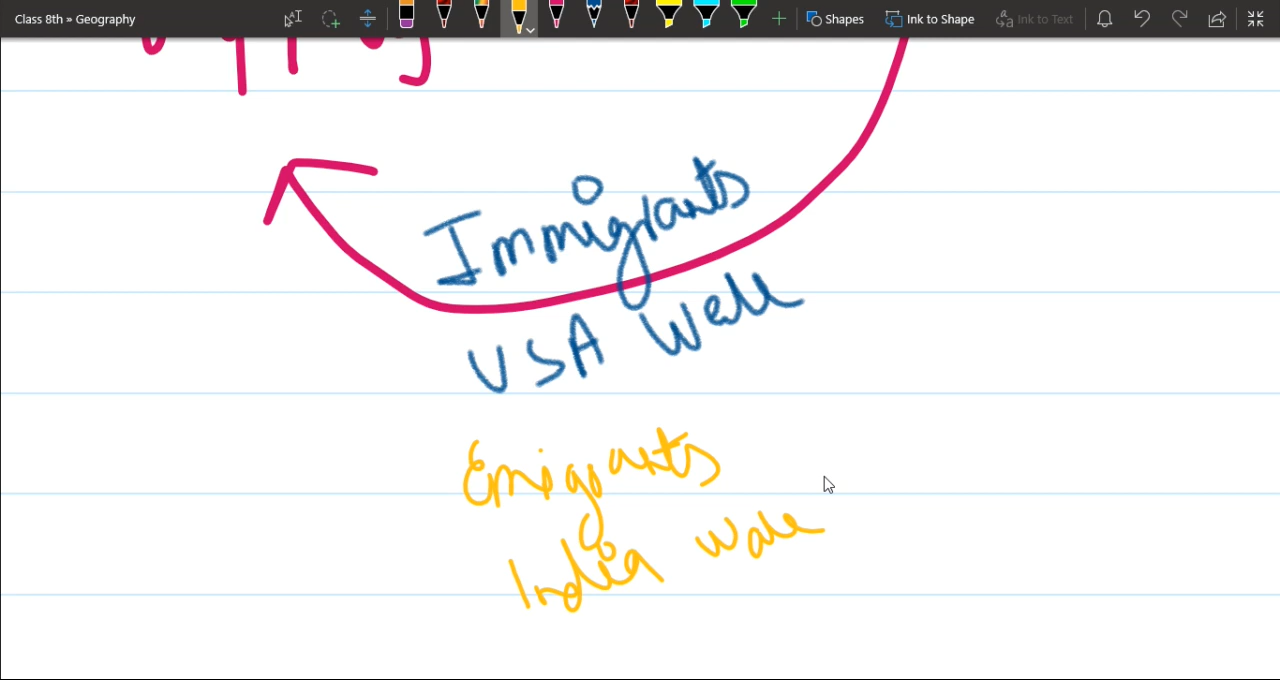 Class 8th » Geography
Shapes
Ink to Shape
Ink to Text
Immigrants
USA Wale
Emigrants
India Wale